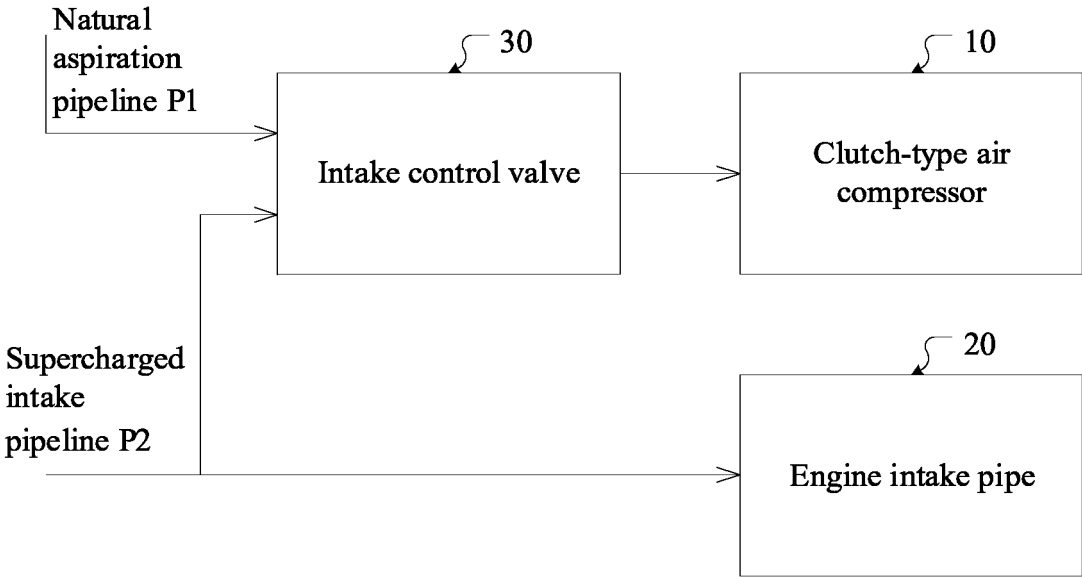 Natural
aspiration
pipeline P1
30
10
Intake control valve
Clutch-type air
compressor
Supercharged
intake
pipeline P2
20
Engine intake pipe